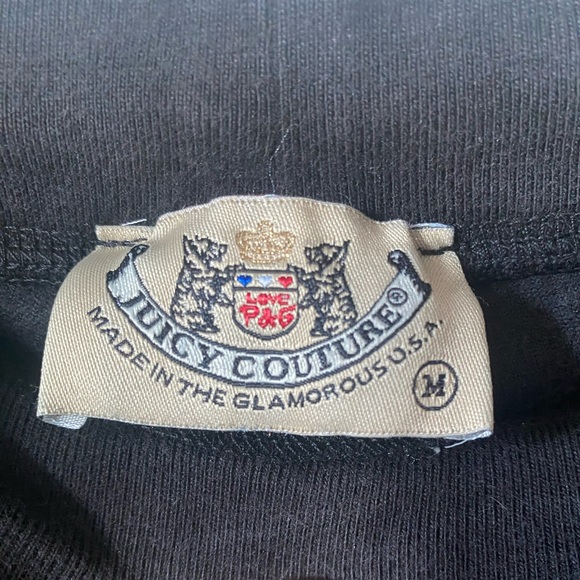 LOVE
P&G
JUICY COUTURE®
MADE IN THE GLAMOROUS U.S.A.
M